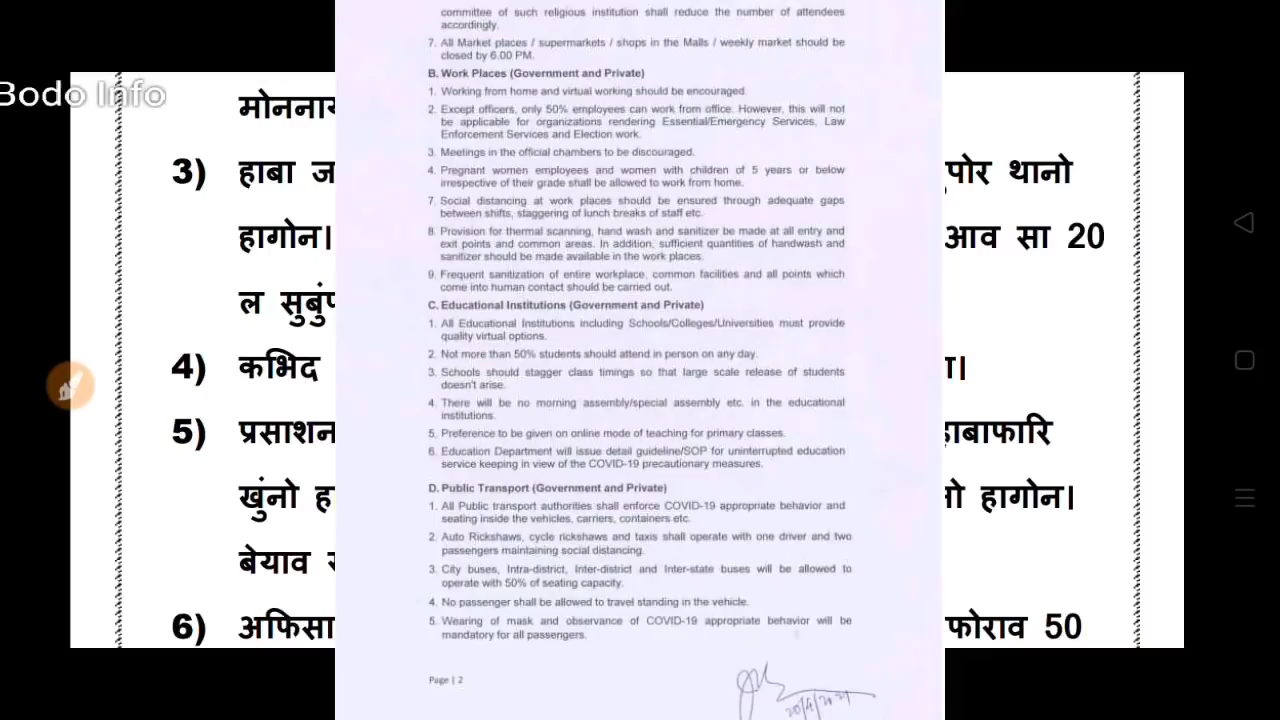 committee of such religious institution shall reduce the number of attendees
accordingly.
7. All Market places / supermarkets / shops in the Malls / weekly market should be
closed by 6.00 PM.
B. Work Places (Government and Private)
1. Working from home and virtual working should be encouraged.
2. Except officers, only 50% employees can work from office. However, this will not
be applicable for organizations rendering Essential/Emergency Services, Law
Enforcement Services and Election work.
3. Meetings in the official chambers to be discouraged.
4. Pregnant women employees and women with children of 5 years or below
irrespective of their grade shall be allowed to work from home.
7. Social distancing at work places should be ensured through adequate gaps
between shifts, staggering of lunch breaks of staff etc.
8. Provision for thermal scanning, hand wash and sanitizer be made at all entry and
exit points and common areas. In addition, sufficient quantities of handwash and
sanitizer should be made available in the work places.
9. Frequent sanitization of entire workplace, common facilities and all points which
come into human contact should be carried out.
C. Educational Institutions (Government and Private)
1. All Educational Institutions including Schools/Colleges/Universities must provide
quality virtual options.
2. Not more than 50% students should attend in person on any day.
3. Schools should stagger class timings so that large scale release of students
doesn't arise.
4. There will be no morning assembly/special assembly etc. in the educational
institutions.
5. Preference to be given on online mode of teaching for primary classes.
6. Education Department will issue detail guideline/SOP for uninterrupted education
service keeping in view of the COVID-19 precautionary measures.
D. Public Transport (Government and Private)
1. All Public transport authorities shall enforce COVID-19 appropriate behavior and
seating inside the vehicles, carriers, containers etc.
2. Auto Rickshaws, cycle rickshaws and taxis shall operate with one driver and two
passengers maintaining social distancing.
3. City buses, Intra-district, Inter-district and Inter-state buses will be allowed to
operate with 50% of seating capacity.
4. No passenger shall be allowed to travel standing in the vehicle.
5. Wearing of mask and observance of COVID-19 appropriate behavior will be
mandatory for all passengers.
Page | 2
20/4/2021
Bodo Info
3) हाबा थानो
हागोन। आव सा 20
ल
4) कभिद
5)
खुंनो हागोन।
बेयाव
6) 50